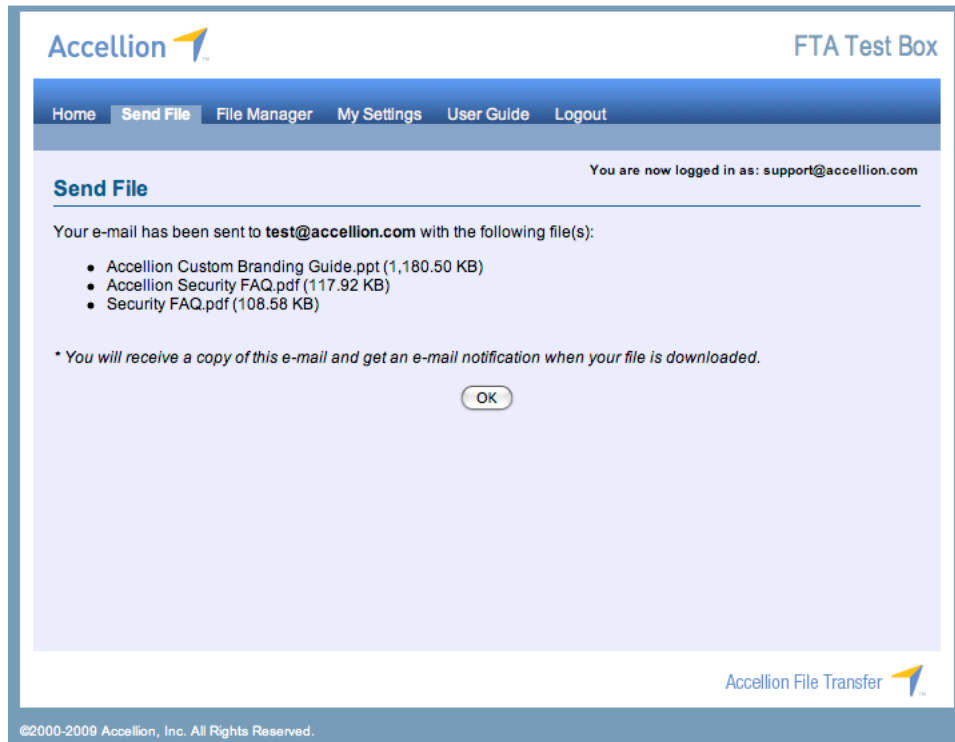 Accellion
FTA Test Box
Home Send File File Manager My Settings User Guide Logout
You are now logged in as: support@accellion.com
Send File
Your e-mail has been sent to test@accellion.com with the following file(s):
• Accellion Custom Branding Guide.ppt (1,180.50 KB)
• Accellion Security FAQ.pdf (117.92 KB)
• Security FAQ.pdf (108.58 KB)
* You will receive a copy of this e-mail and get an e-mail notification when your file is downloaded.
OK
Accellion File Transfer
©2000-2009 Accellion, Inc. All Rights Reserved.